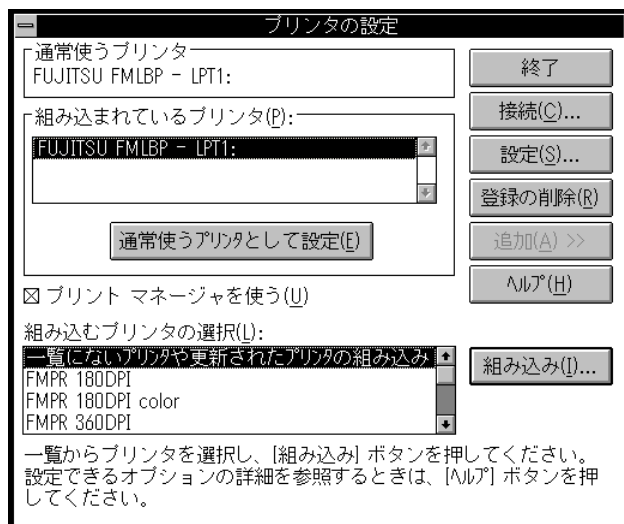 プリンタの設定
通常使うプリンタ
FUJITSU FMLBP - LPT1:
終了
組み込まれているプリンタ(P):
接続(C)...
FUJITSU FMLBP - LPT1:
設定(S)...
登録の削除(R)
通常使うプリンタとして設定(E)
追加(A) >>
ヘルプ(H)
プリント マネージャを使う(U)
組み込むプリンタの選択(L):
一覧にないプリンタや更新されたプリンタの組み込み
組み込み(I)...
FMPR 180DPI
FMPR 180DPI color
FMPR 360DPI
一覧からプリンタを選択し、[組み込み] ボタンを押してください。
設定できるオプションの詳細を参照するときは、[ヘルプ] ボタンを押
してください。